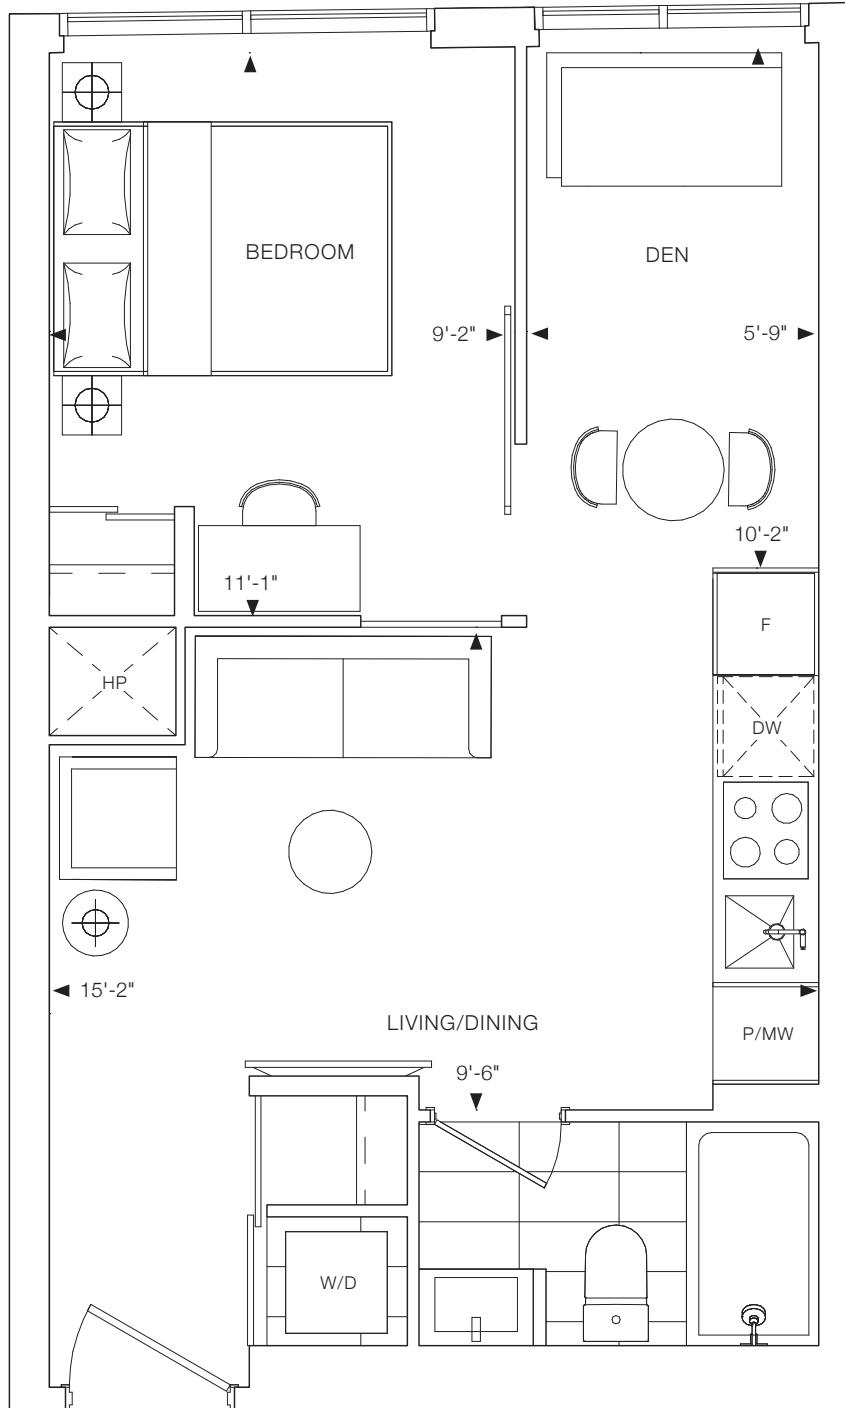 BEDROOM
DEN
9'-2"
5'-9"
10'-2"
11'-1"
F
HP
DW
15'-2"
LIVING/DINING
P/MW
9'-6"
W/D